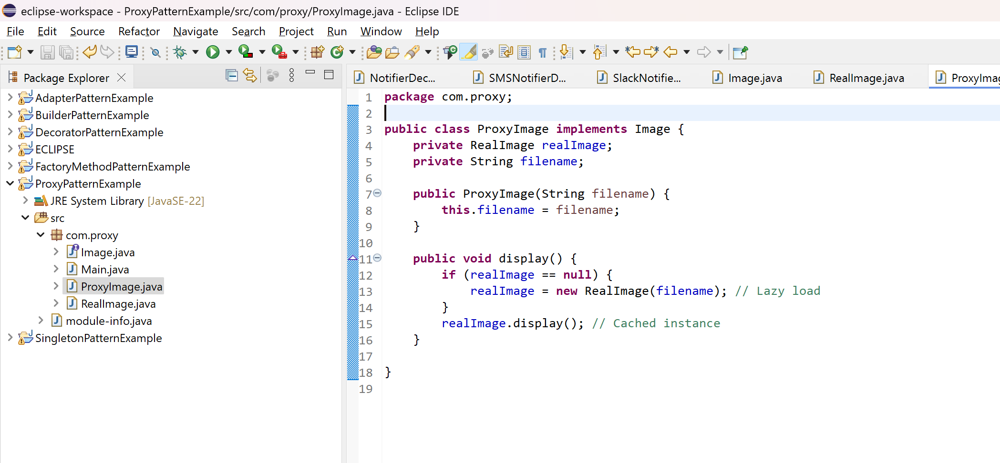 eclipse-workspace - ProxyPatternExample/src/com/proxy/ProxyImage.java - Eclipse IDE
File Edit Source Refactor Navigate Search Project Run Window Help
Package Explorer
AdapterPatternExample
BuilderPatternExample
DecoratorPatternExample
ECLIPSE
FactoryMethodPatternExample
ProxyPatternExample
JRE System Library [JavaSE-22]
src
com.proxy
Image.java
Main.java
ProxyImage.java
RealImage.java
module-info.java
SingletonPatternExample
NotifierDec... SMSNotifierD... SlackNotifie... Image.java RealImage.java ProxyImag
1 package com.proxy;
2
3 public class ProxyImage implements Image {
4     private RealImage realImage;
5     private String filename;
6
7     public ProxyImage(String filename) {
8         this.filename = filename;
9     }
10
11     public void display() {
12         if (realImage == null) {
13             realImage = new RealImage(filename); // Lazy load
14         }
15         realImage.display(); // Cached instance
16     }
17
18 }
19